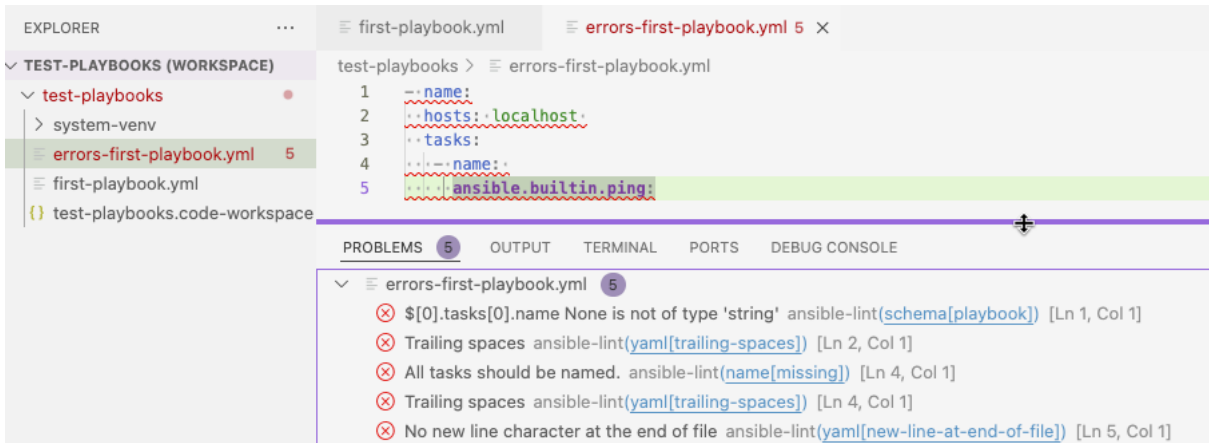 EXPLORER ···
TEST-PLAYBOOKS (WORKSPACE)
test-playbooks
system-venv
errors-first-playbook.yml 5
first-playbook.yml
{} test-playbooks.code-workspace
first-playbook.yml errors-first-playbook.yml 5
test-playbooks > errors-first-playbook.yml
1 - name:
2 hosts: localhost
3 tasks:
4 - name:
5 ansible.builtin.ping:
PROBLEMS 5 OUTPUT TERMINAL PORTS DEBUG CONSOLE
errors-first-playbook.yml 5
$[0].tasks[0].name None is not of type 'string' ansible-lint(schema[playbook]) [Ln 1, Col 1]
Trailing spaces ansible-lint(yaml[trailing-spaces]) [Ln 2, Col 1]
All tasks should be named. ansible-lint(name[missing]) [Ln 4, Col 1]
Trailing spaces ansible-lint(yaml[trailing-spaces]) [Ln 4, Col 1]
No new line character at the end of file ansible-lint(yaml[new-line-at-end-of-file]) [Ln 5, Col 1]